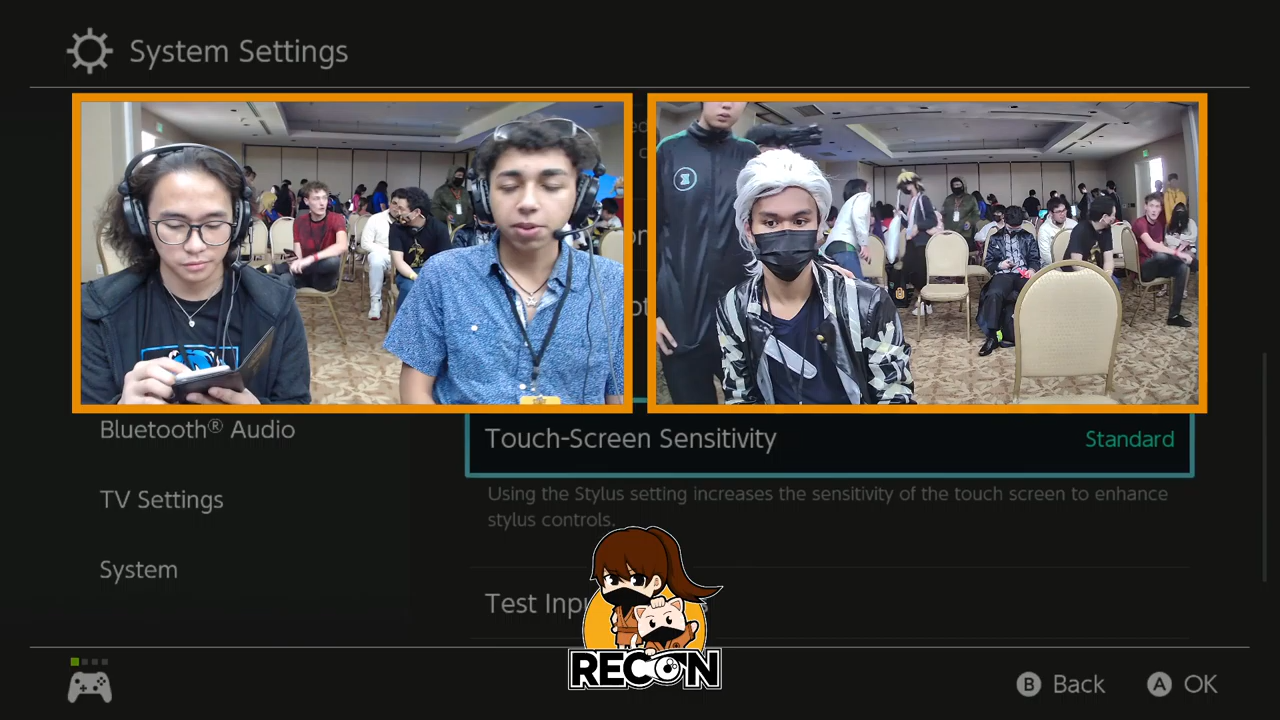 System Settings
Bluetooth® Audio
TV Settings
System
Touch-Screen Sensitivity
Standard
Using the Stylus setting increases the sensitivity of the touch screen to enhance
stylus controls.
Test
RECON
Back
OK